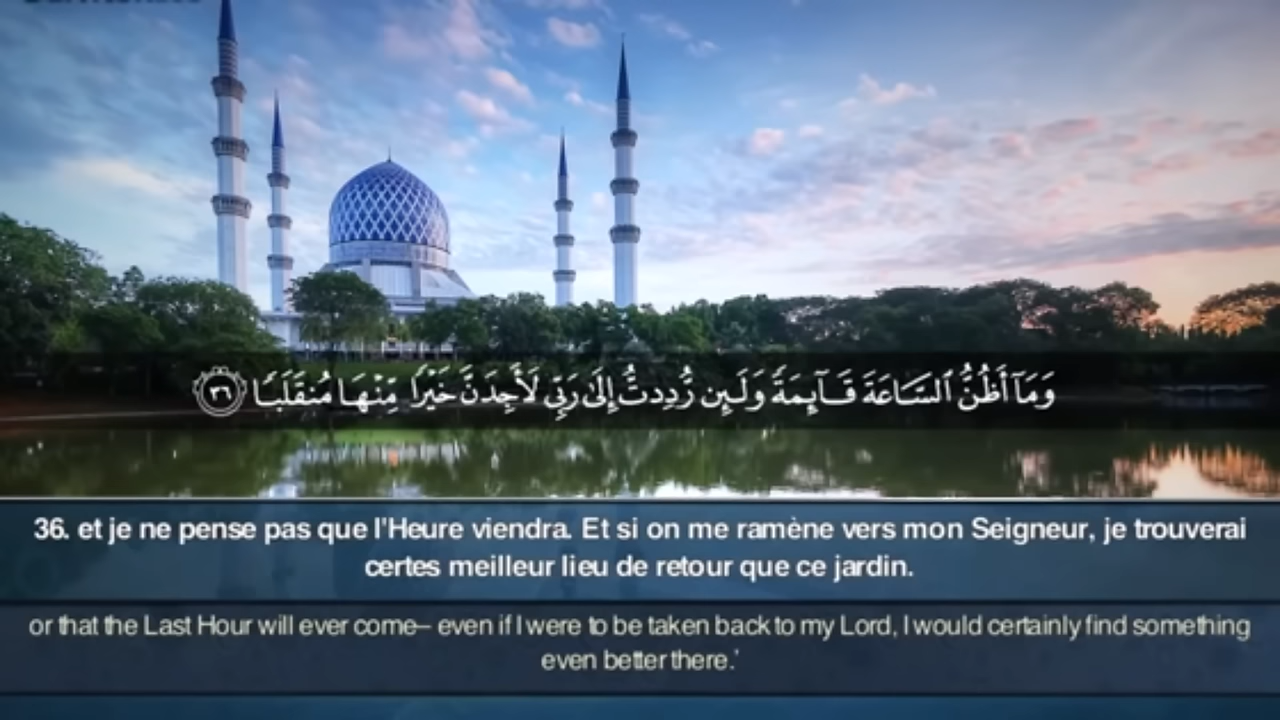 وَمَآ أَظُنُّ ٱلسَّاعَةَ قَآئِمَةً وَلَئِن رُّدِدتُّ إِلَىٰ رَبِّى لَأَجِدَنَّ خَيْرًا مِّنْهَا مُنقَلَبًا ٣٦
36. et je ne pense pas que l'Heure viendra. Et si on me ramène vers mon Seigneur, je trouverai
certes meilleur lieu de retour que ce jardin.
or that the Last Hour will ever come– even if I were to be taken back to my Lord, I would certainly find something
even better there.’